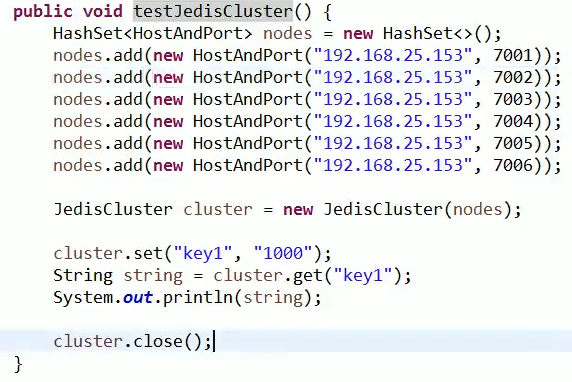 public void testJedisCluster() {
    HashSet<HostAndPort> nodes = new HashSet<>();
    nodes.add(new HostAndPort("192.168.25.153", 7001));
    nodes.add(new HostAndPort("192.168.25.153", 7002));
    nodes.add(new HostAndPort("192.168.25.153", 7003));
    nodes.add(new HostAndPort("192.168.25.153", 7004));
    nodes.add(new HostAndPort("192.168.25.153", 7005));
    nodes.add(new HostAndPort("192.168.25.153", 7006));
    JedisCluster cluster = new JedisCluster(nodes);
    cluster.set("key1", "1000");
    String string = cluster.get("key1");
    System.out.println(string);
    cluster.close();
}